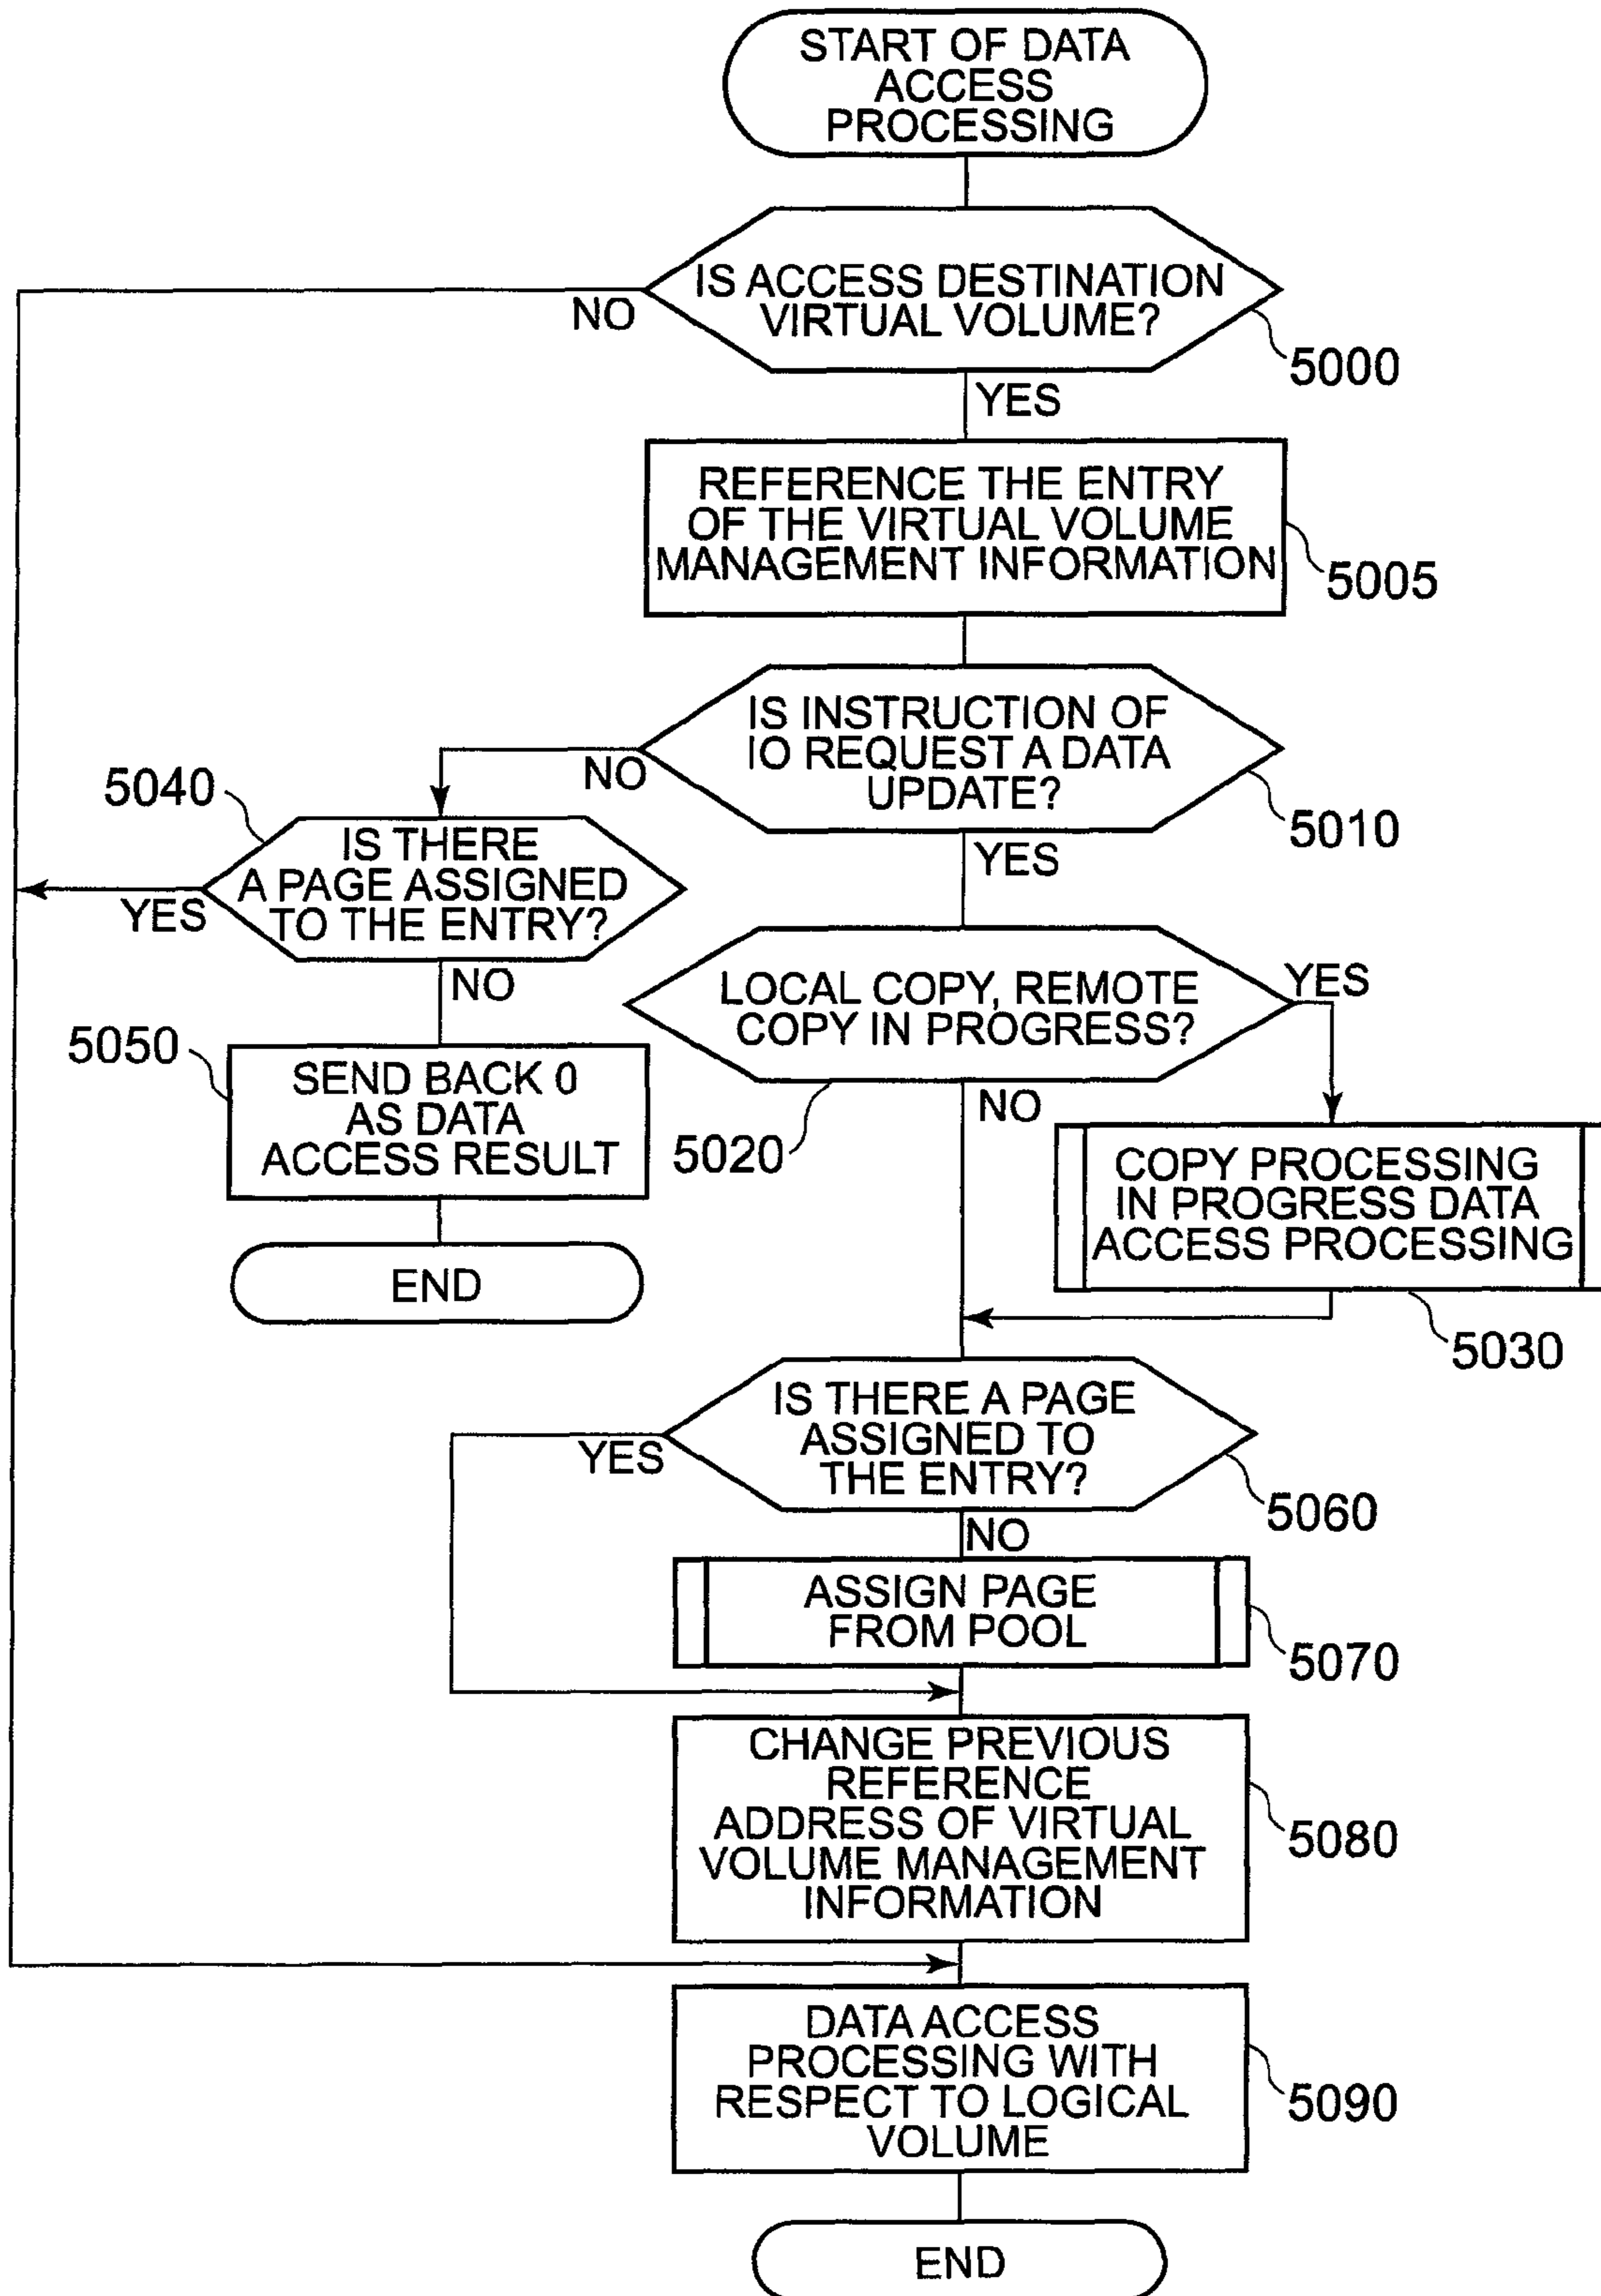 START OF DATA
ACCESS
PROCESSING
IS ACCESS DESTINATION
VIRTUAL VOLUME?
NO
5000
YES
REFERENCE THE ENTRY
OF THE VIRTUAL VOLUME
MANAGEMENT INFORMATION
5005
IS INSTRUCTION OF
IO REQUEST A DATA
UPDATE?
NO
5010
YES
5040
IS THERE
A PAGE ASSIGNED
TO THE ENTRY?
YES
NO
LOCAL COPY, REMOTE
COPY IN PROGRESS?
YES
5020
NO
5050
SEND BACK 0
AS DATA
ACCESS RESULT
END
COPY PROCESSING
IN PROGRESS DATA
ACCESS PROCESSING
5030
IS THERE A PAGE
ASSIGNED TO
THE ENTRY?
YES
5060
NO
ASSIGN PAGE
FROM POOL
5070
CHANGE PREVIOUS
REFERENCE
ADDRESS OF VIRTUAL
VOLUME MANAGEMENT
INFORMATION
5080
DATA ACCESS
PROCESSING WITH
RESPECT TO LOGICAL
VOLUME
5090
END